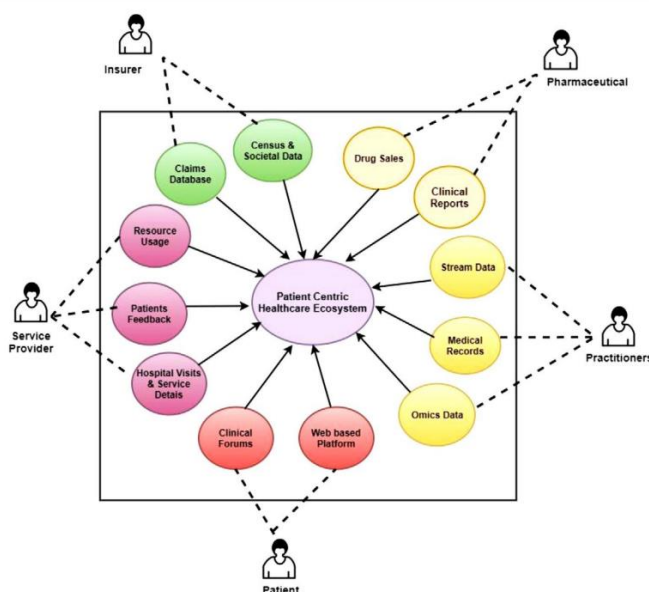 Insurer
Pharmaceutical
Census &
Societal Data
Drug Sales
Claims
Database
Clinical
Reports
Resource
Usage
Stream Data
Patient Centric
Healthcare Ecosystem
Service
Provider
Patients
Feedback
Medical
Records
Practitioners
Hospital Visits
& Service
Detais
Omics Data
Clinical
Forums
Web based
Platform
Patient